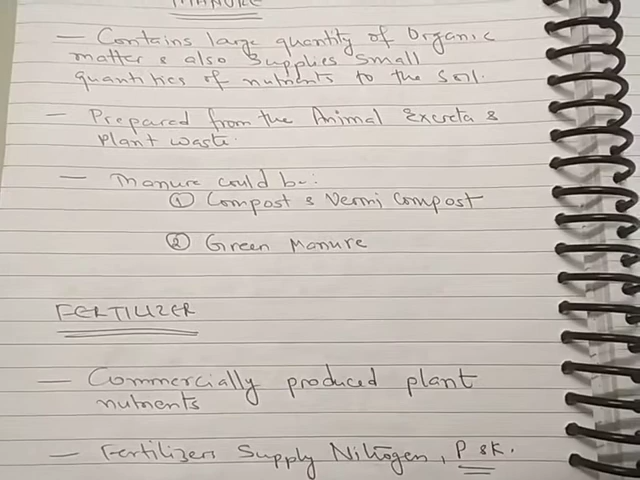 MANURE
— Contains large quantity of Organic
matter & also Supplies Small
quantities of nutrients to the Soil.
— Prepared from the Animal Excreta &
Plant waste.
— Manure could be:
① Compost & Vermi Compost
② Green Manure
FERTILIZER
— Commercially produced plant
nutrients
— Fertilizers Supply Nitrogen, P & K.